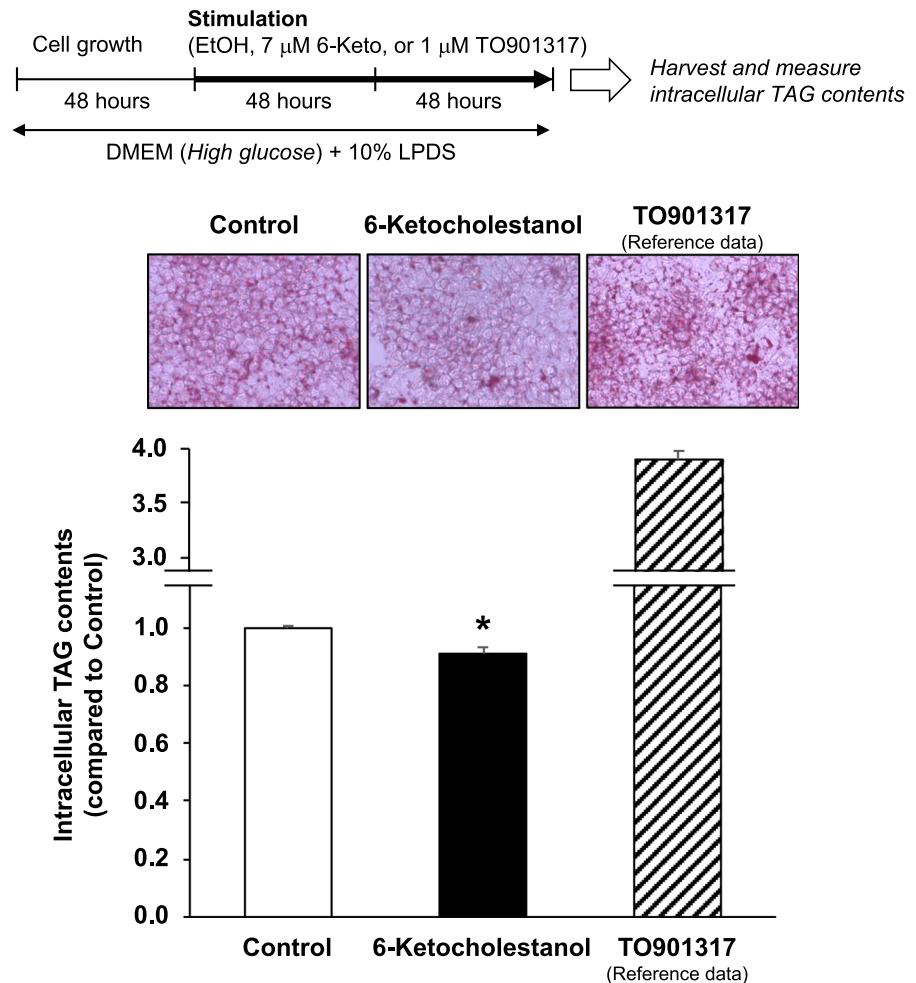 Stimulation
(EtOH, 7 μM 6-Keto, or 1 μM TO901317)
Cell growth
48 hours
48 hours
48 hours
Harvest and measure
intracellular TAG contents
DMEM (High glucose) + 10% LPDS
Control
6-Ketocholestanol
TO901317
(Reference data)
Intracellular TAG contents
(compared to Control)
4.0
3.5
3.0
1.0
0.8
0.6
0.4
0.2
0.0
*
Control
6-Ketocholestanol
TO901317
(Reference data)